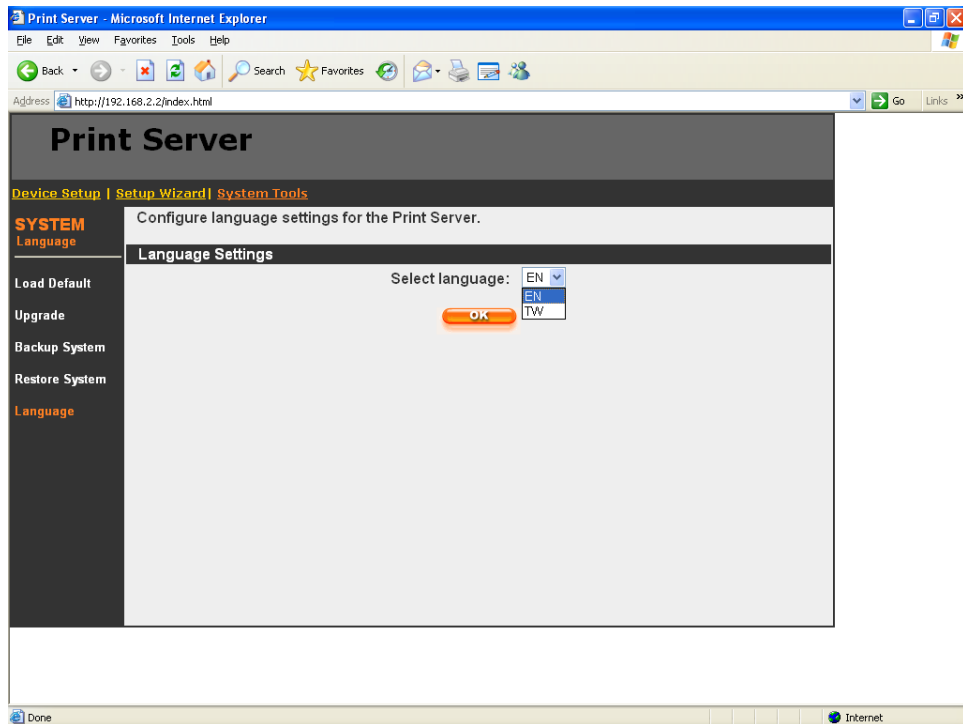 Print Server - Microsoft Internet Explorer
File Edit View Favorites Tools Help
Back Search Favorites
Address http://192.168.2.2/index.html Go Links »
Print Server
Device Setup | Setup Wizard | System Tools
SYSTEM
Language
Load Default
Upgrade
Backup System
Restore System
Language
Configure language settings for the Print Server.
Language Settings
Select language: EN
EN
TW
OK
Done Internet